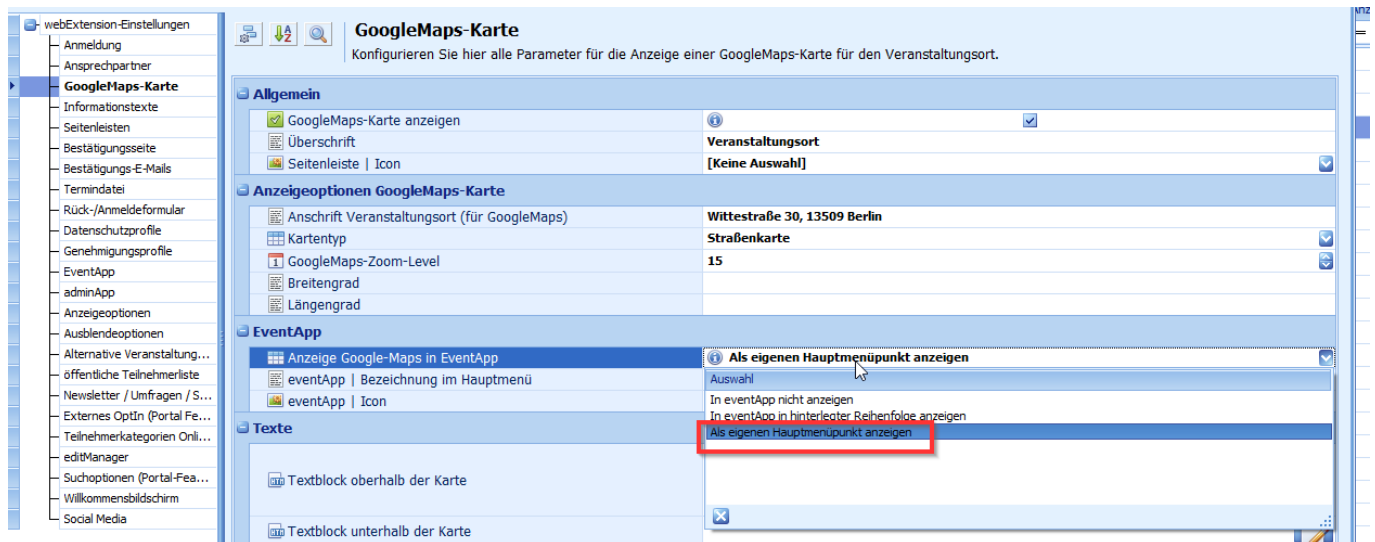 webExtension-Einstellungen
Anmeldung
Ansprechpartner
GoogleMaps-Karte
Informationstexte
Seitenleisten
Bestätigungsseite
Bestätigungs-E-Mails
Termindatei
Rück-/Anmeldeformular
Datenschutzprofile
Genehmigungsprofile
EventApp
adminApp
Anzeigeoptionen
Ausblendeoptionen
Alternative Veranstaltung...
öffentliche Teilnehmerliste
Newsletter / Umfragen / S...
Externes OptIn (Portal Fe...
Teilnehmerkategorien Onli...
editManager
Suchoptionen (Portal-Fea...
Willkommensbildschirm
Social Media
GoogleMaps-Karte
Konfigurieren Sie hier alle Parameter für die Anzeige einer GoogleMaps-Karte für den Veranstaltungsort.
Allgemein
GoogleMaps-Karte anzeigen
Überschrift Veranstaltungsort
Seitenleiste | Icon [Keine Auswahl]
Anzeigeoptionen GoogleMaps-Karte
Anschrift Veranstaltungsort (für GoogleMaps) Wittestraße 30, 13509 Berlin
Kartentyp Straßenkarte
GoogleMaps-Zoom-Level 15
Breitengrad
Längengrad
EventApp
Anzeige Google-Maps in EventApp Als eigenen Hauptmenüpunkt anzeigen
eventApp | Bezeichnung im Hauptmenü
eventApp | Icon
Auswahl
In eventApp nicht anzeigen
In eventApp in hinterlegter Reihenfolge anzeigen
Als eigenen Hauptmenüpunkt anzeigen
Texte
Textblock oberhalb der Karte
Textblock unterhalb der Karte